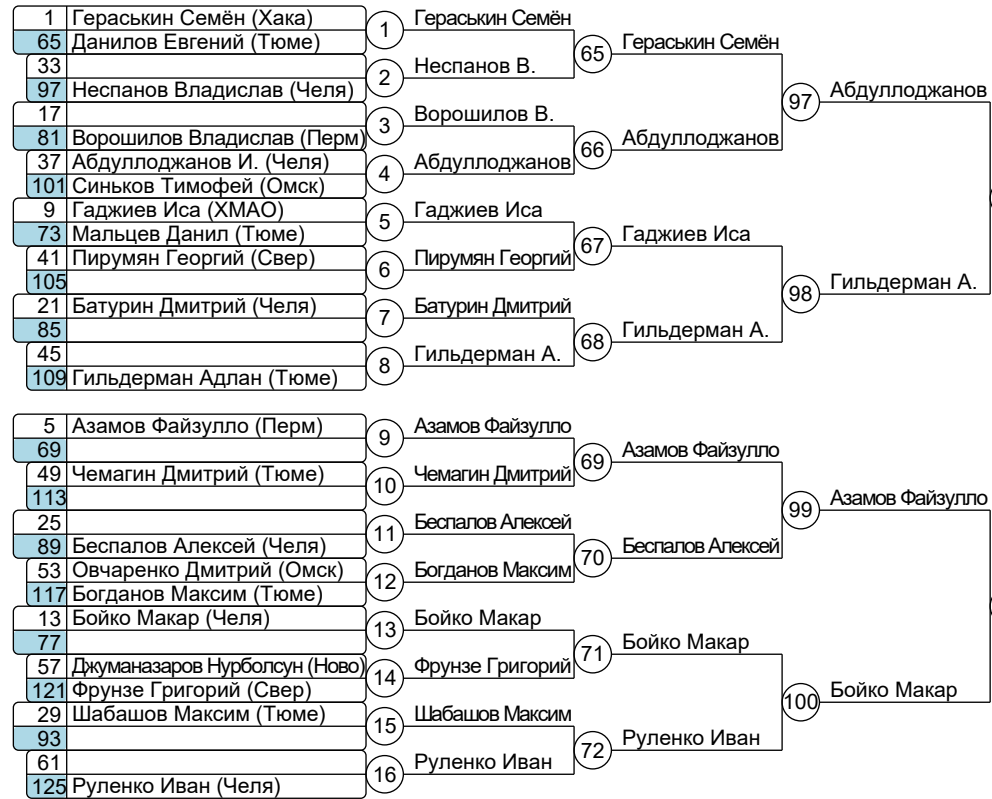 1 Гераськин Семён (Хака)
65 Данилов Евгений (Тюме)
33
97 Неспанов Владислав (Челя)
17
81 Ворошилов Владислав (Перм)
37 Абдуллоджанов И. (Челя)
101 Синьков Тимофей (Омск)
9 Гаджиев Иса (ХМАО)
73 Мальцев Данил (Тюме)
41 Пирумян Георгий (Свер)
105
21 Батурин Дмитрий (Челя)
85
45
109 Гильдерман Адлан (Тюме)
1 Гераськин Семён
2 Неспанов В.
3 Ворошилов В.
4 Абдуллоджанов
5 Гаджиев Иса
6 Пирумян Георгий
7 Батурин Дмитрий
8 Гильдерман А.
65 Гераськин Семён
66 Абдуллоджанов
67 Гаджиев Иса
68 Гильдерман А.
97 Абдуллоджанов
98 Гильдерман А.
5 Азамов Файзулло (Перм)
69
49 Чемагин Дмитрий (Тюме)
113
25
89 Беспалов Алексей (Челя)
53 Овчаренко Дмитрий (Омск)
117 Богданов Максим (Тюме)
13 Бойко Макар (Челя)
77
57 Джуманазаров Нурболсун (Ново)
121 Фрунзе Григорий (Свер)
29 Шабашов Максим (Тюме)
93
61
125 Руленко Иван (Челя)
9 Азамов Файзулло
10 Чемагин Дмитрий
11 Беспалов Алексей
12 Богданов Максим
13 Бойко Макар
14 Фрунзе Григорий
15 Шабашов Максим
16 Руленко Иван
69 Азамов Файзулло
70 Беспалов Алексей
71 Бойко Макар
72 Руленко Иван
99 Азамов Файзулло
100 Бойко Макар